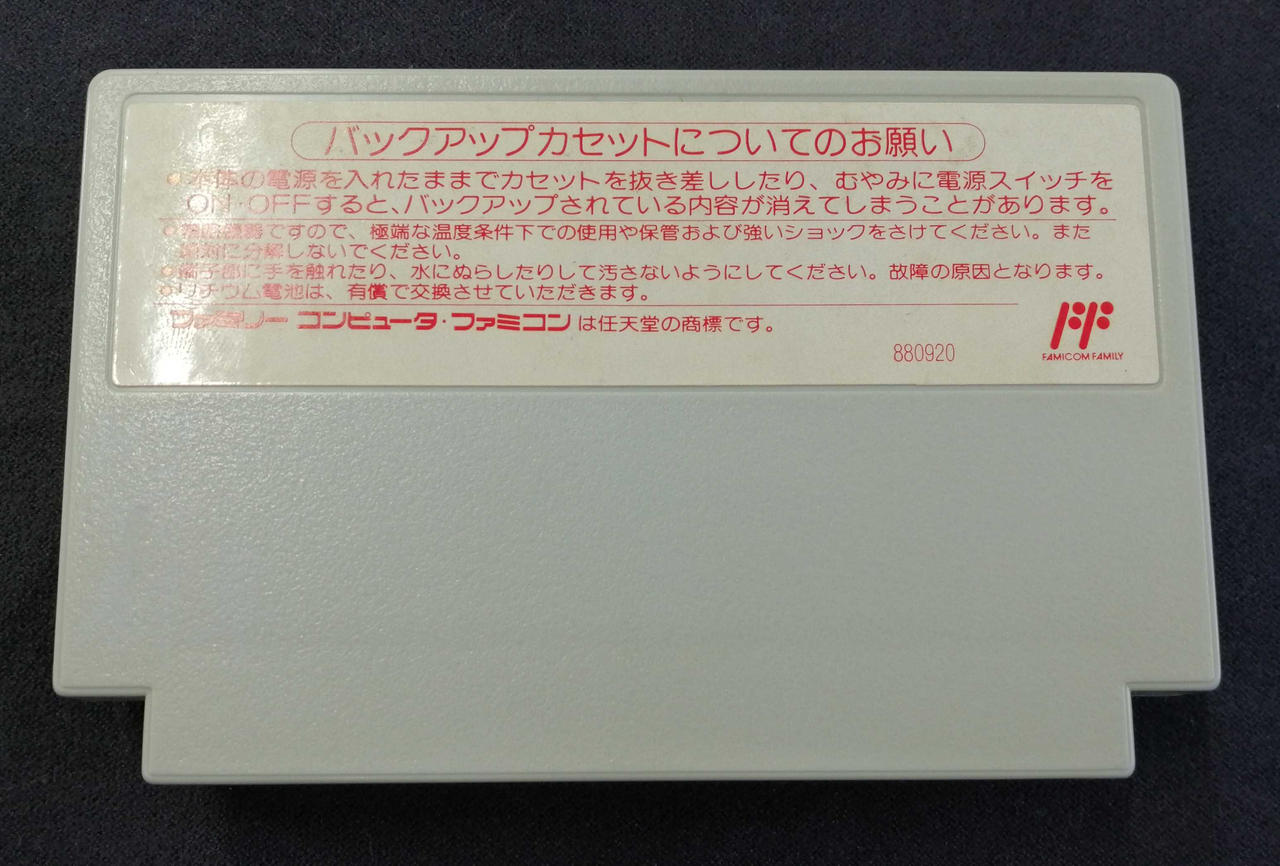 バックアップカセットについてのお願い
●本体の電源を入れたままでカセットを抜き差ししたり、むやみに電源スイッチを
ON・OFFすると、バックアップされている内容が消えてしまうことがあります。
●精密機器ですので、極端な温度条件下での使用や保管および強いショックをさけてください。また
絶対に分解しないでください。
●端子部に手を触れたり、水にぬらしたりして汚さないようにしてください。故障の原因となります。
●リチウム電池は、有償で交換させていただきます。
ファミリーコンピュータ・ファミコンは任天堂の商標です。
880920
FAMICOM FAMILY